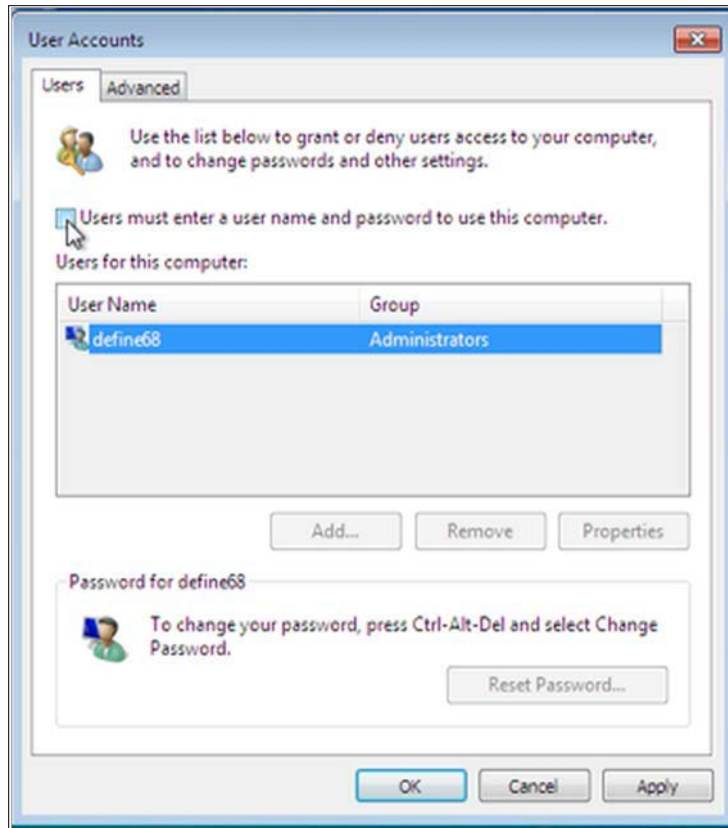 User Accounts
Users
Advanced
Use the list below to grant or deny users access to your computer,
and to change passwords and other settings.
Users must enter a user name and password to use this computer.
Users for this computer:
User Name Group
define68 Administrators
Add... Remove Properties
Password for define68
To change your password, press Ctrl-Alt-Del and select Change
Password.
Reset Password...
OK Cancel Apply